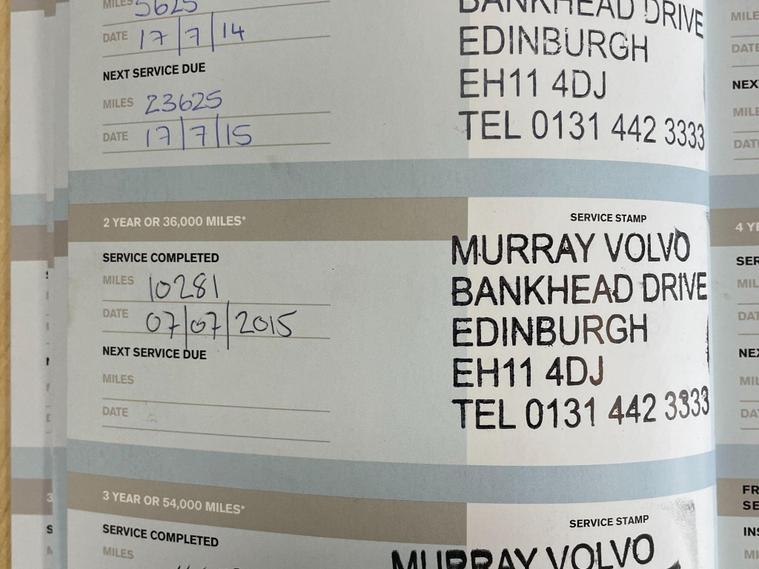 MILES 5625
DATE 17/7/14
NEXT SERVICE DUE
MILES 23625
DATE 17/7/15
BANKHEAD DRIVE
EDINBURGH
EH11 4DJ
TEL 0131 442 3333
2 YEAR OR 36,000 MILES*
SERVICE COMPLETED
MILES 10281
DATE 07/07/2015
NEXT SERVICE DUE
MILES
DATE
SERVICE STAMP
MURRAY VOLVO
BANKHEAD DRIVE
EDINBURGH
EH11 4DJ
TEL 0131 442 3333
3 YEAR OR 54,000 MILES*
SERVICE COMPLETED
MILES
SERVICE STAMP
MURRAY VOLVO